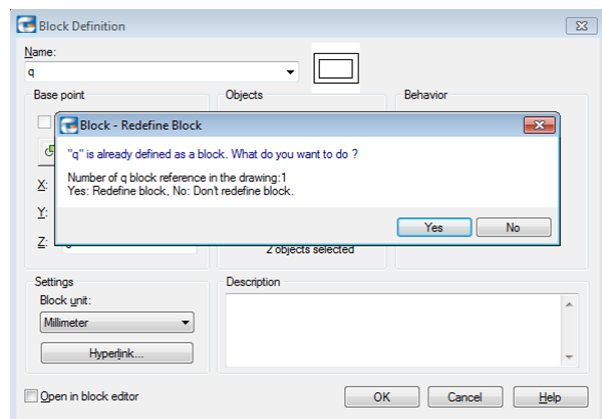 Block Definition
Name:
q
Base point
Objects
Behavior
Block - Redefine Block
"q" is already defined as a block. What do you want to do ?
Number of q block reference in the drawing:1
Yes: Redefine block, No: Don't redefine block.
Yes
No
X:
Y:
Z:
2 objects selected
Settings
Block unit:
Millimeter
Hyperlink...
Description
Open in block editor
OK
Cancel
Help